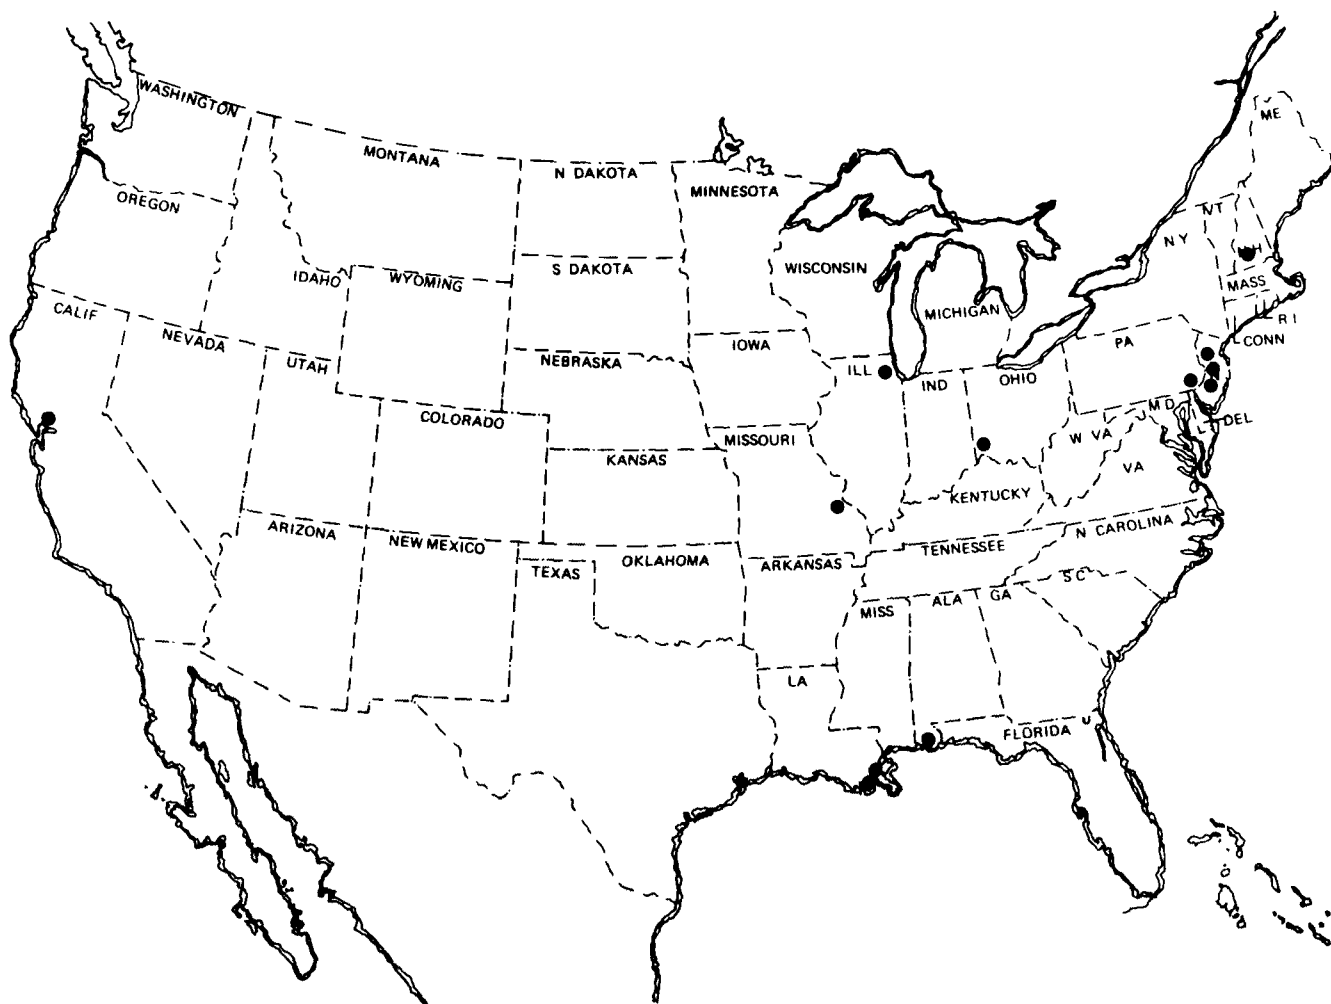 WASHINGTON
MONTANA
N DAKOTA
MINNESOTA
ME
OREGON
VT
NY
NH
IDAHO
WYOMING
S DAKOTA
WISCONSIN
MASS
CALIF
NEVADA
MICHIGAN
R I
IOWA
PA
CONN
UTAH
NEBRASKA
ILL
IND
OHIO
COLORADO
MD
DEL
MISSOURI
W VA
KANSAS
VA
KENTUCKY
ARIZONA
NEW MEXICO
N CAROLINA
TENNESSEE
TEXAS
OKLAHOMA
ARKANSAS
SC
MISS
ALA
GA
LA
FLORIDA